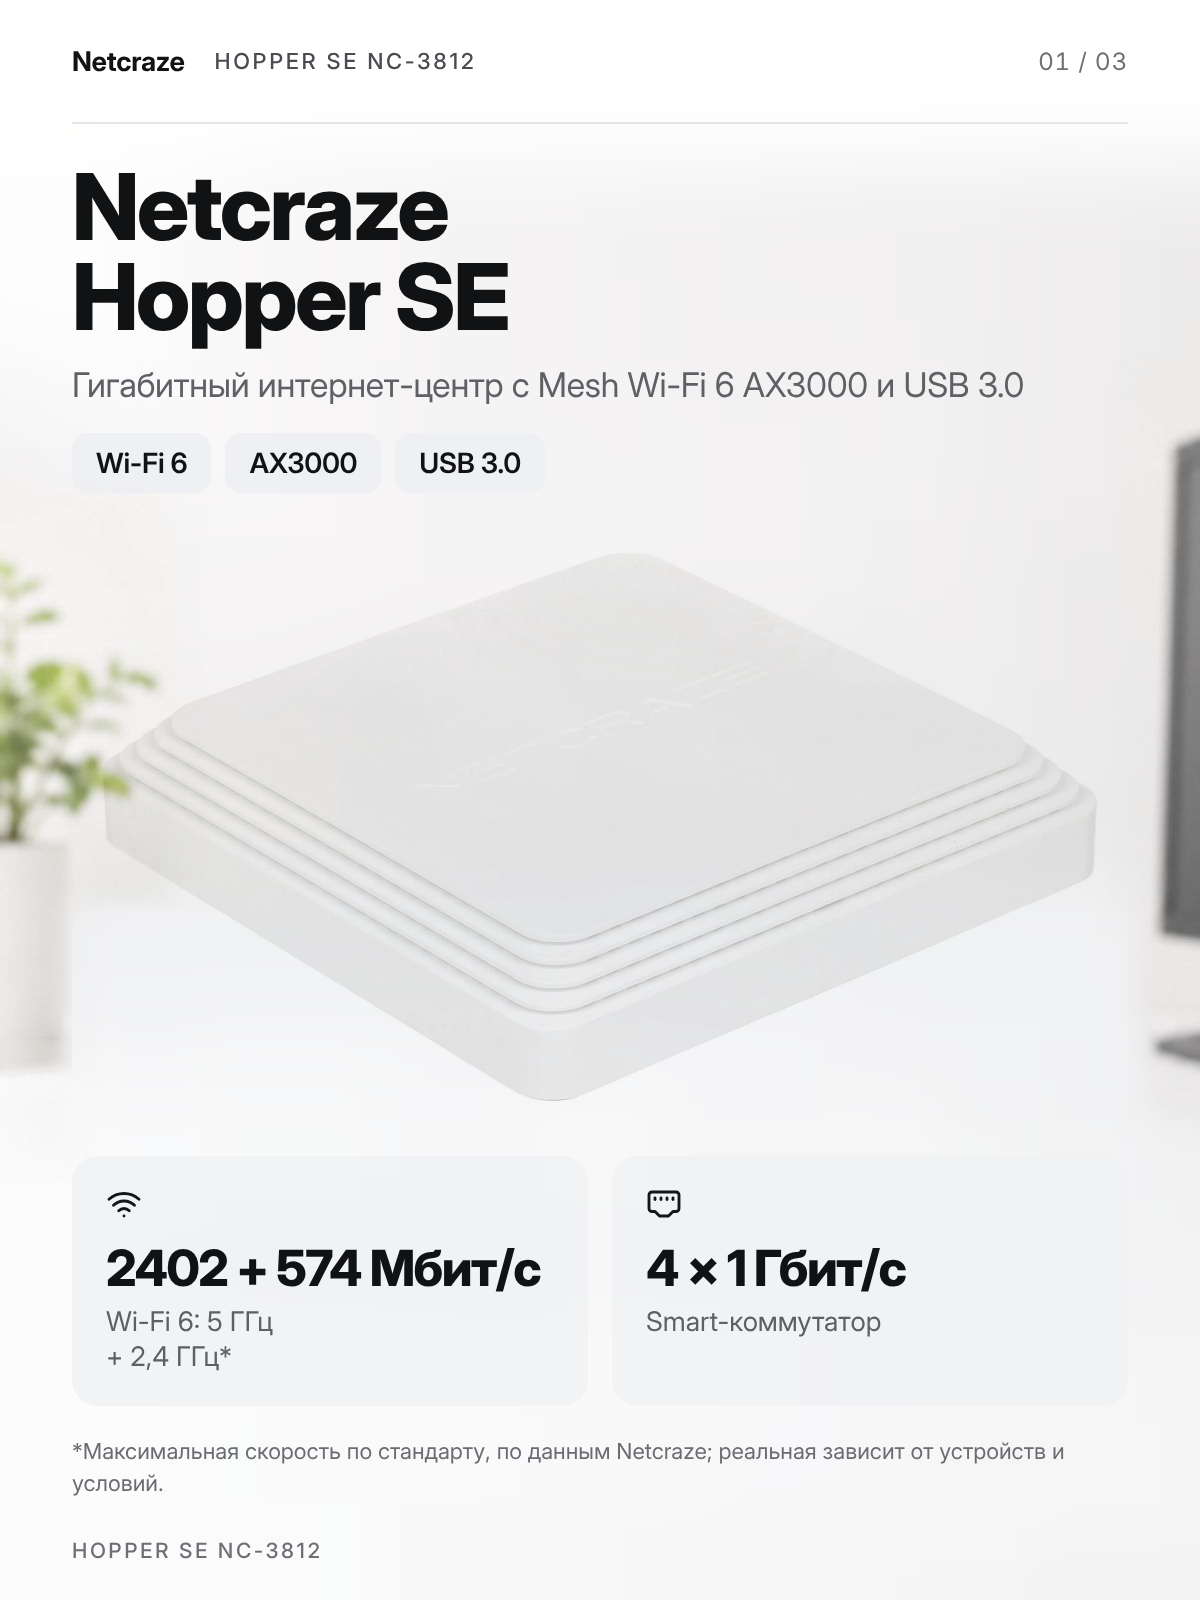 Netcraze HOPPER SE NC-3812 01 / 03
Netcraze
Hopper SE
Гигабитный интернет-центр с Mesh Wi-Fi 6 AX3000 и USB 3.0
Wi-Fi 6 AX3000 USB 3.0
2402 + 574 Мбит/с
Wi-Fi 6: 5 ГГц
+ 2,4 ГГц*
4 × 1 Гбит/с
Smart-коммутатор
*Максимальная скорость по стандарту, по данным Netcraze; реальная зависит от устройств и
условий.
HOPPER SE NC-3812